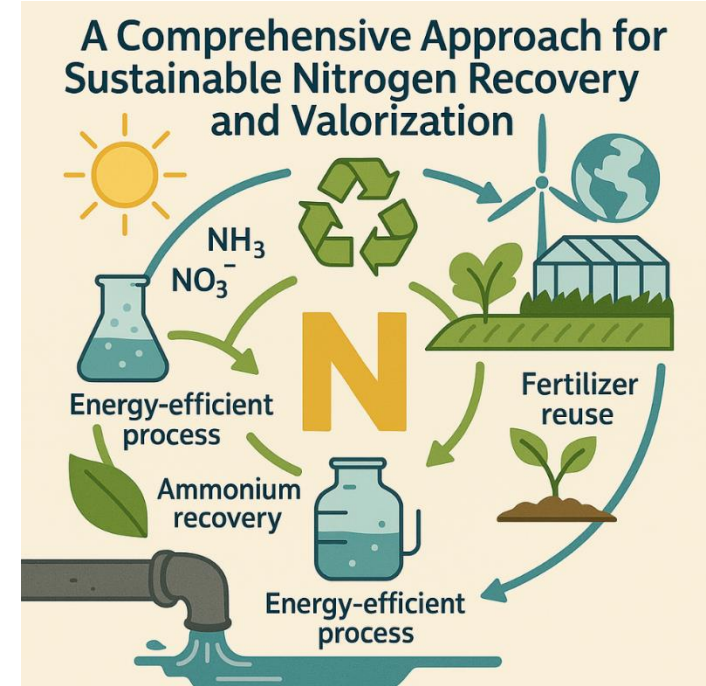 A Comprehensive Approach for
Sustainable Nitrogen Recovery
and Valorization
NH₃
NO₃⁻
N
Energy-efficient
process
Fertilizer
reuse
Ammonium
recovery
Energy-efficient
process